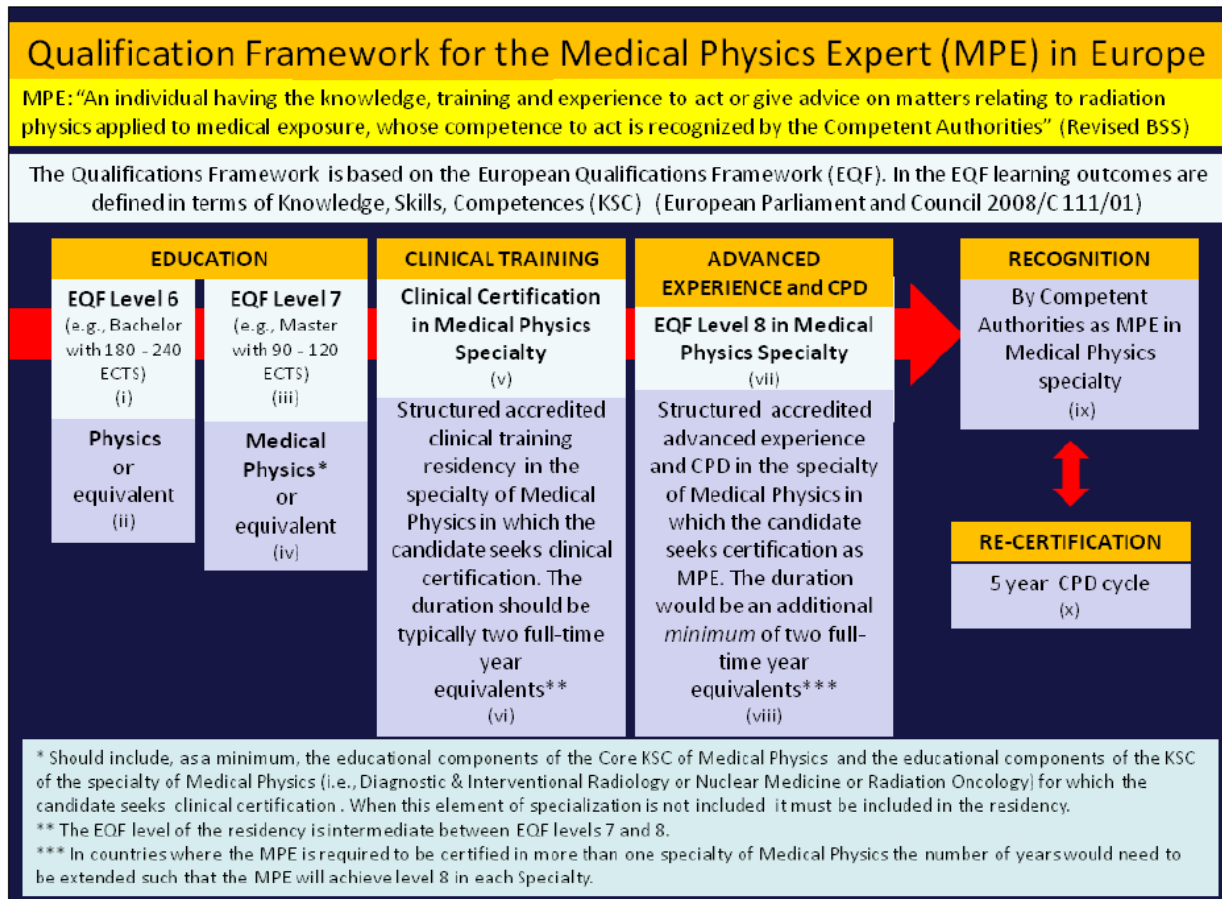 Qualification Framework for the Medical Physics Expert (MPE) in Europe
MPE: “An individual having the knowledge, training and experience to act or give advice on matters relating to radiation
physics applied to medical exposure, whose competence to act is recognized by the Competent Authorities” (Revised BSS)
The Qualifications Framework is based on the European Qualifications Framework (EQF). In the EQF learning outcomes are
defined in terms of Knowledge, Skills, Competences (KSC) (European Parliament and Council 2008/C 111/01)
EDUCATION
EQF Level 6
(e.g., Bachelor
with 180 - 240
ECTS)
(i)
Physics
or
equivalent
(ii)
EQF Level 7
(e.g., Master
with 90 - 120
ECTS)
(iii)
Medical
Physics*
or
equivalent
(iv)
CLINICAL TRAINING
Clinical Certification
in Medical Physics
Specialty
(v)
Structured accredited
clinical training
residency in the
specialty of Medical
Physics in which the
candidate seeks clinical
certification. The
duration should be
typically two full-time
year
equivalents**
(vi)
ADVANCED
EXPERIENCE and CPD
EQF Level 8 in Medical
Physics Specialty
(vii)
Structured accredited
advanced experience
and CPD in the specialty
of Medical Physics in
which the candidate
seeks certification as
MPE. The duration
would be an additional
minimum of two full-
time year
equivalents***
(viii)
RECOGNITION
By Competent
Authorities as MPE in
Medical Physics
specialty
(ix)
RE-CERTIFICATION
5 year CPD cycle
(x)
* Should include, as a minimum, the educational components of the Core KSC of Medical Physics and the educational components of the KSC
of the specialty of Medical Physics (i.e., Diagnostic & Interventional Radiology or Nuclear Medicine or Radiation Oncology) for which the
candidate seeks clinical certification . When this element of specialization is not included it must be included in the residency.
** The EQF level of the residency is intermediate between EQF levels 7 and 8.
*** In countries where the MPE is required to be certified in more than one specialty of Medical Physics the number of years would need to
be extended such that the MPE will achieve level 8 in each Specialty.